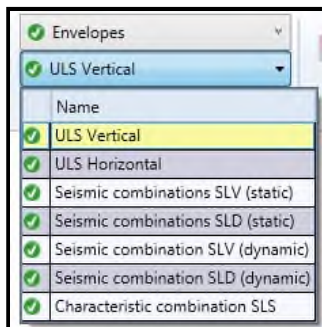 Envelopes
ULS Vertical
Name
ULS Vertical
ULS Horizontal
Seismic combinations SLV (static)
Seismic combinations SLD (static)
Seismic combination SLV (dynamic)
Seismic combination SLD (dynamic)
Characteristic combination SLS